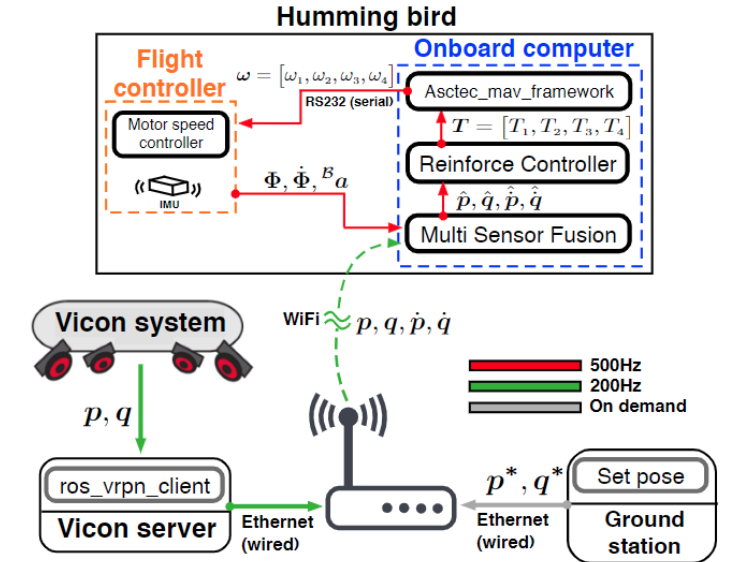 Humming bird
Onboard computer
Flight
controller
ω = [ω₁, ω₂, ω₃, ω₄]
RS232 (serial)
Asctec_mav_framework
Motor speed
controller
T = [T₁, T₂, T₃, T₄]
Reinforce Controller
IMU
Φ, Φ̇, ᴮa
p̂, q̂, p̂̇, q̂̇
Multi Sensor Fusion
Vicon system
WiFi
p, q, ṗ, q̇
500Hz
200Hz
On demand
p, q
ros_vrpn_client
Vicon server
Ethernet
(wired)
p*, q*
Ethernet
(wired)
Set pose
Ground
station